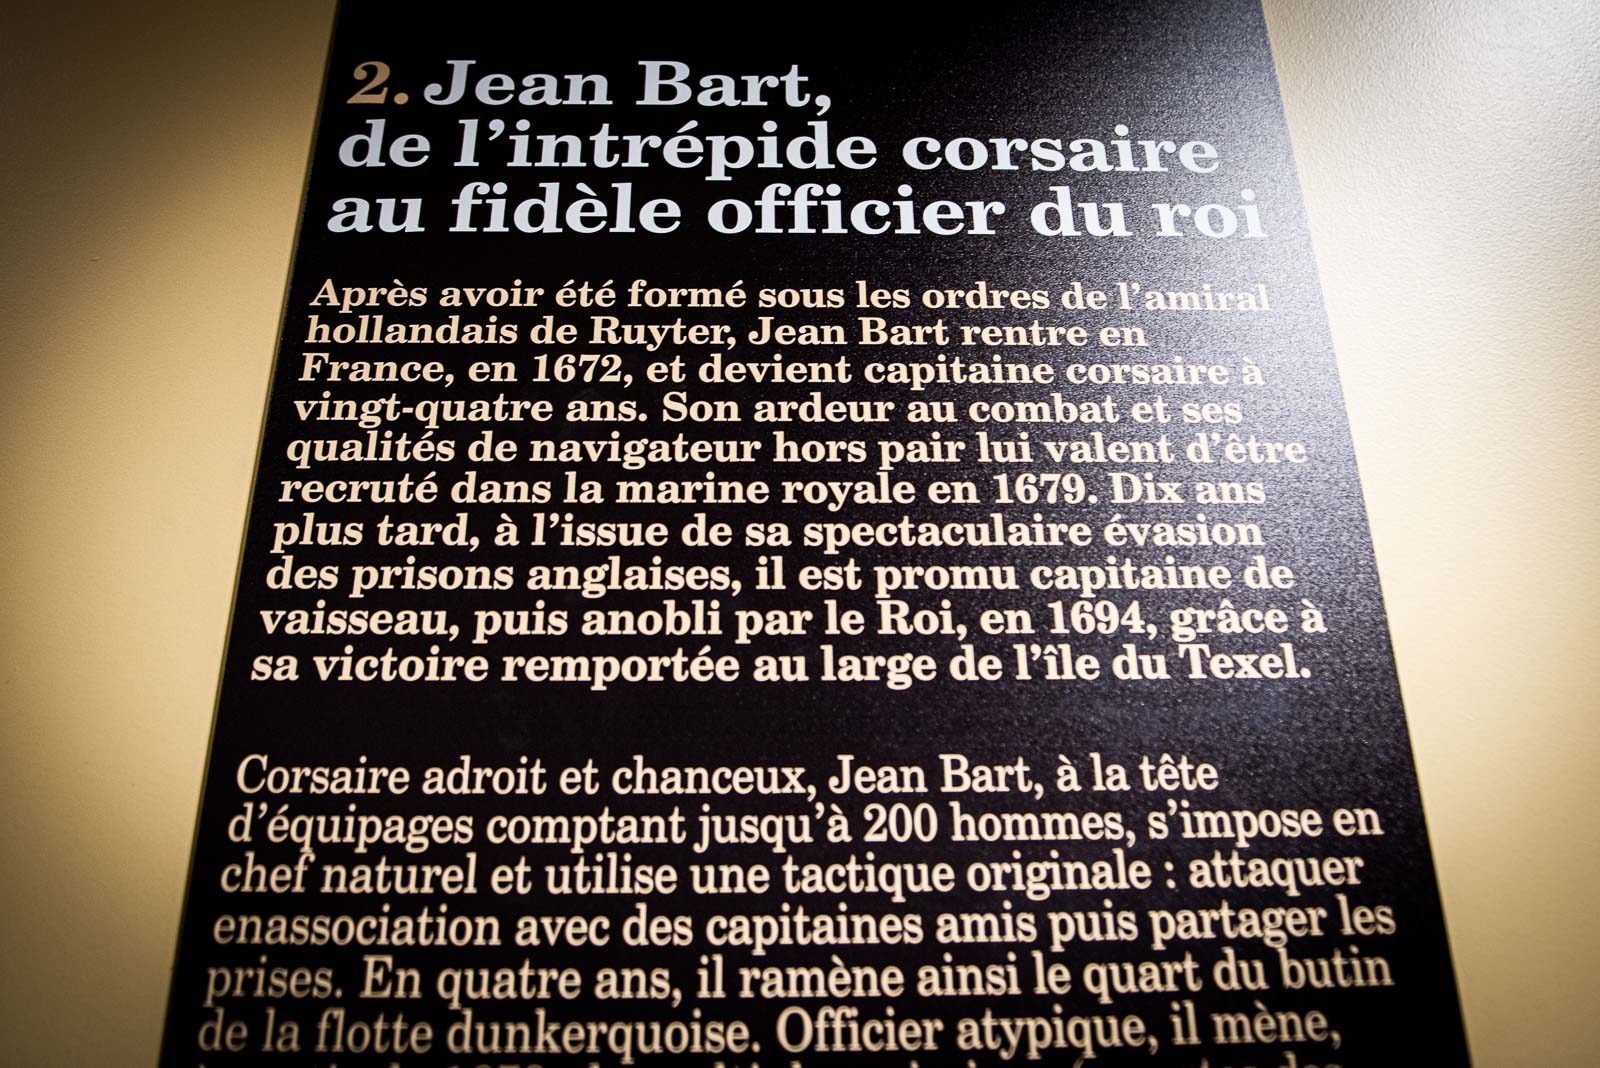 2. Jean Bart,
de l’intrépide corsaire
au fidèle officier du roi
Après avoir été formé sous les ordres de l’amiral
hollandais de Ruyter, Jean Bart rentre en
France, en 1672, et devient capitaine corsaire à
vingt-quatre ans. Son ardeur au combat et ses
qualités de navigateur hors pair lui valent d’être
recruté dans la marine royale en 1679. Dix ans
plus tard, à l’issue de sa spectaculaire évasion
des prisons anglaises, il est promu capitaine de
vaisseau, puis anobli par le Roi, en 1694, grâce à
sa victoire remportée au large de l’île du Texel.
Corsaire adroit et chanceux, Jean Bart, à la tête
d’équipages comptant jusqu’à 200 hommes, s’impose en
chef naturel et utilise une tactique originale : attaquer
enassociation avec des capitaines amis puis partager les
prises. En quatre ans, il ramène ainsi le quart du butin
de la flotte dunkerquoise. Officier atypique, il mène,